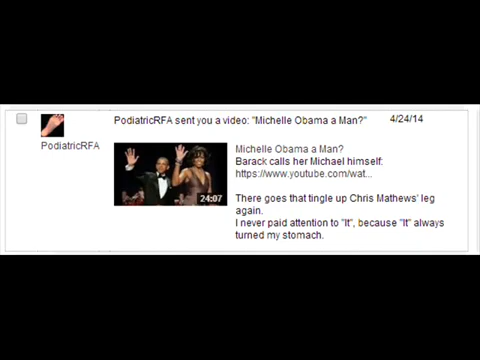 PodiatricRFA sent you a video: "Michelle Obama a Man?"
4/24/14
PodiatricRFA
24:07
Michelle Obama a Man?
Barack calls her Michael himself:
https://www.youtube.com/wat...
There goes that tingle up Chris Mathews' leg
again.
I never paid attention to "It", because "It" always
turned my stomach.